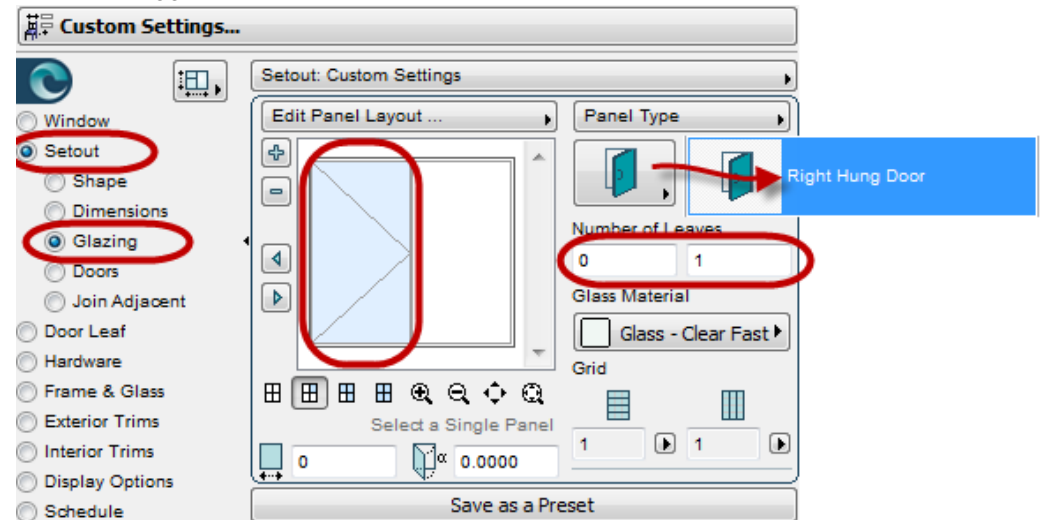 Custom Settings...
Setout: Custom Settings
Window
Setout
Shape
Dimensions
Glazing
Doors
Join Adjacent
Door Leaf
Hardware
Frame & Glass
Exterior Trims
Interior Trims
Display Options
Schedule
Edit Panel Layout ...
Select a Single Panel
0
α 0.0000
Panel Type
Right Hung Door
Number of Leaves
0 1
Glass Material
Glass - Clear Fast
Grid
1 1
Save as a Preset